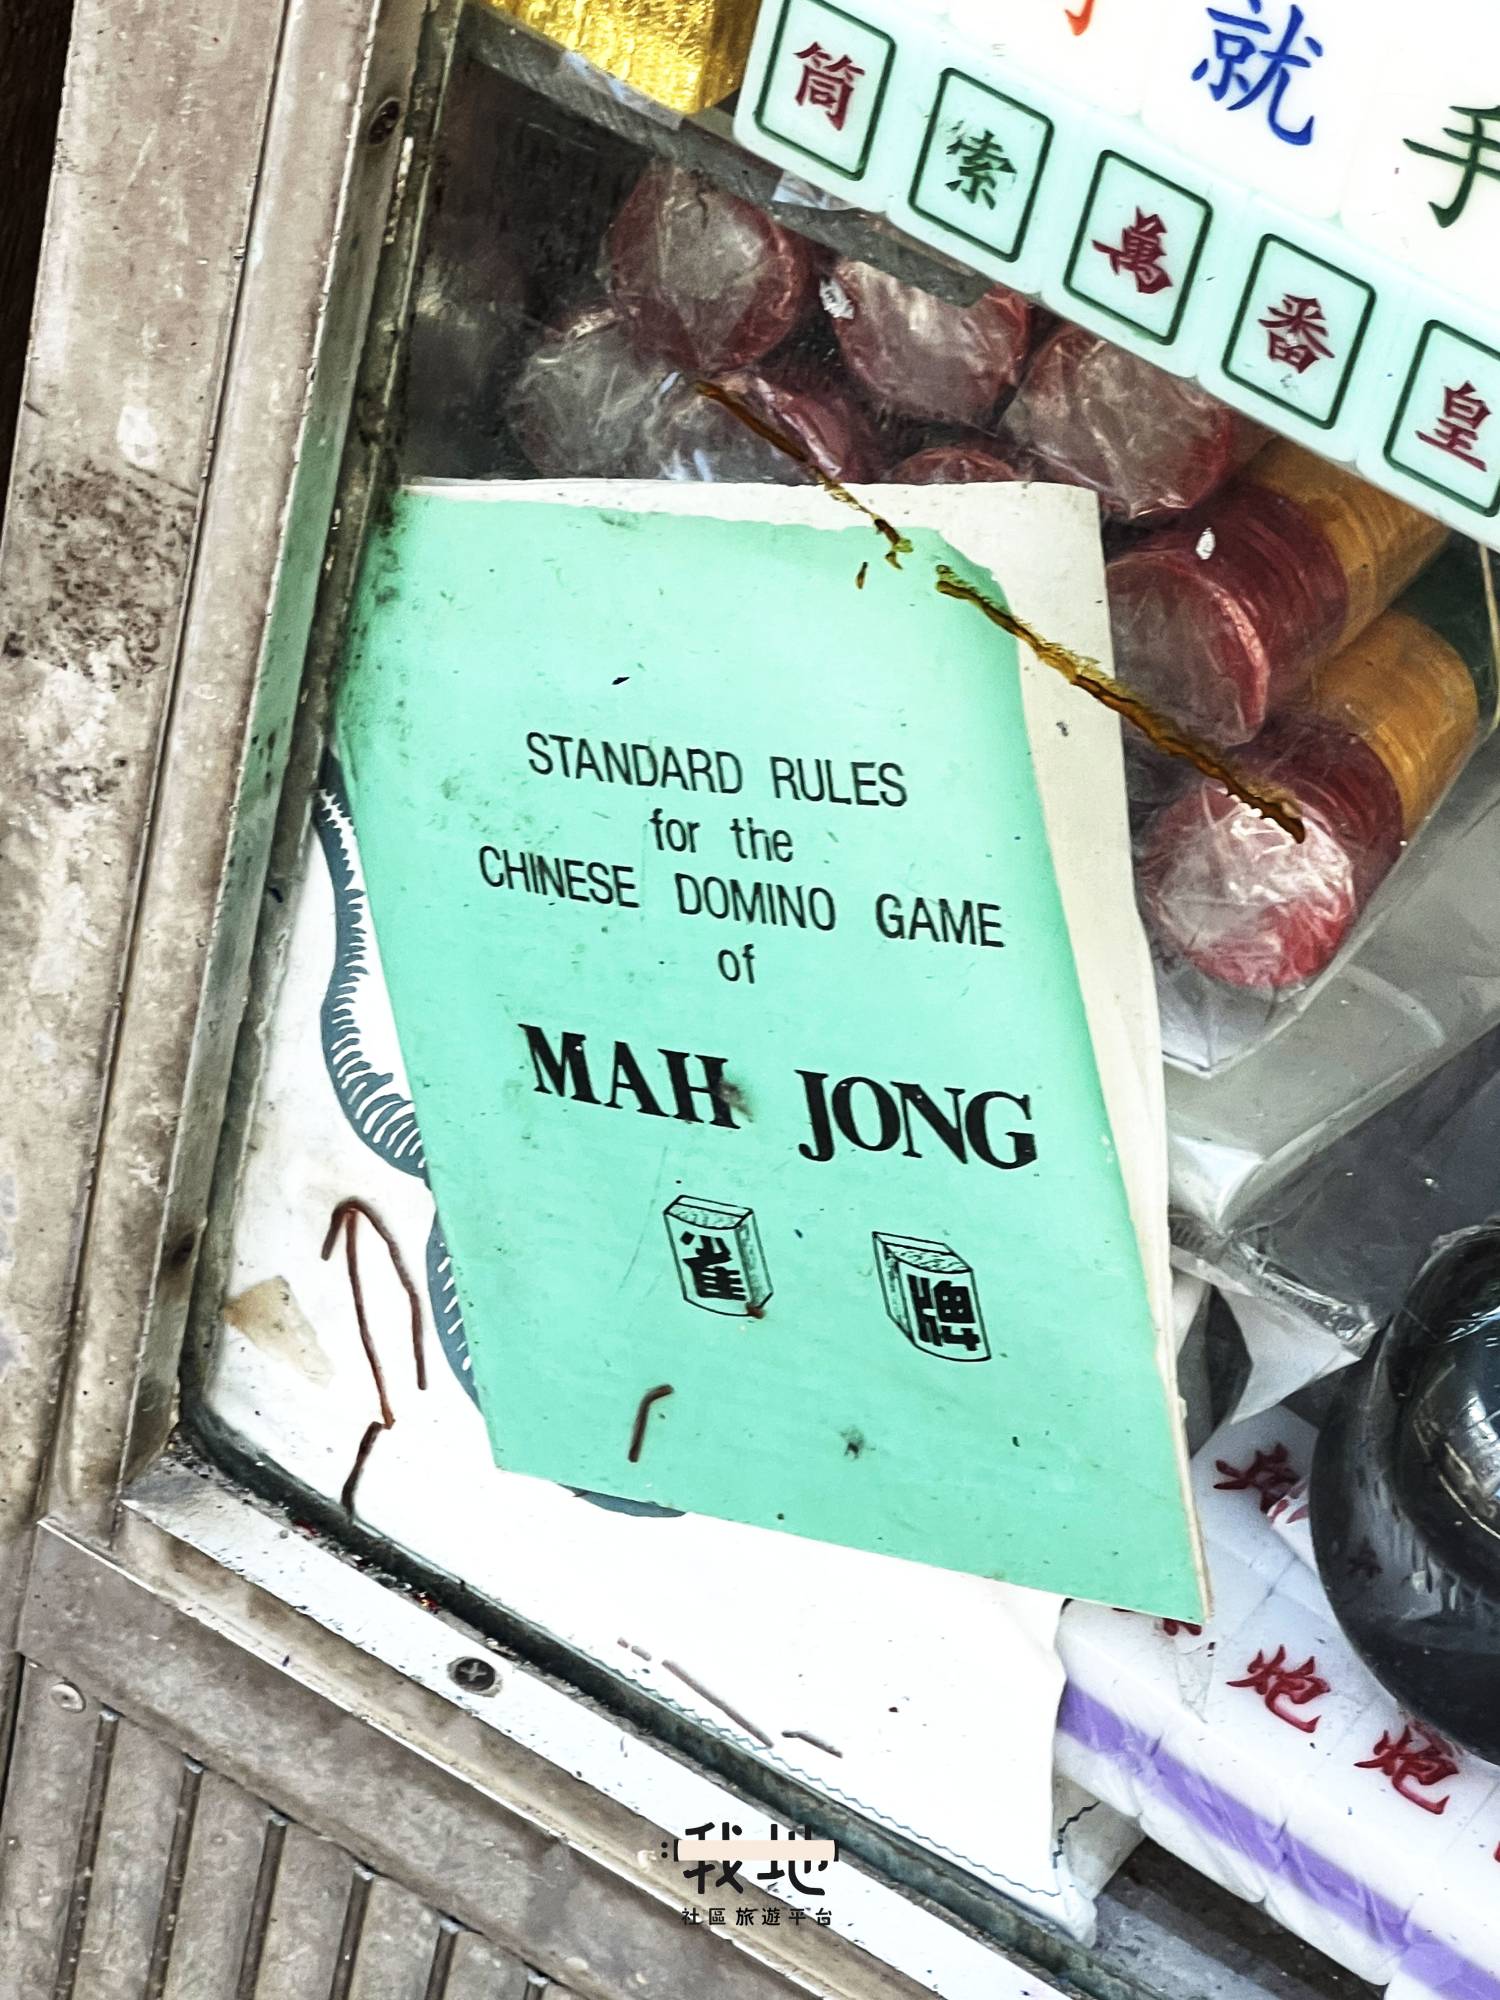 就手
筒索萬番皇
STANDARD RULES
for the
CHINESE DOMINO GAME
of
MAH JONG
雀 牌
炮 炮
我地
社區旅遊平台